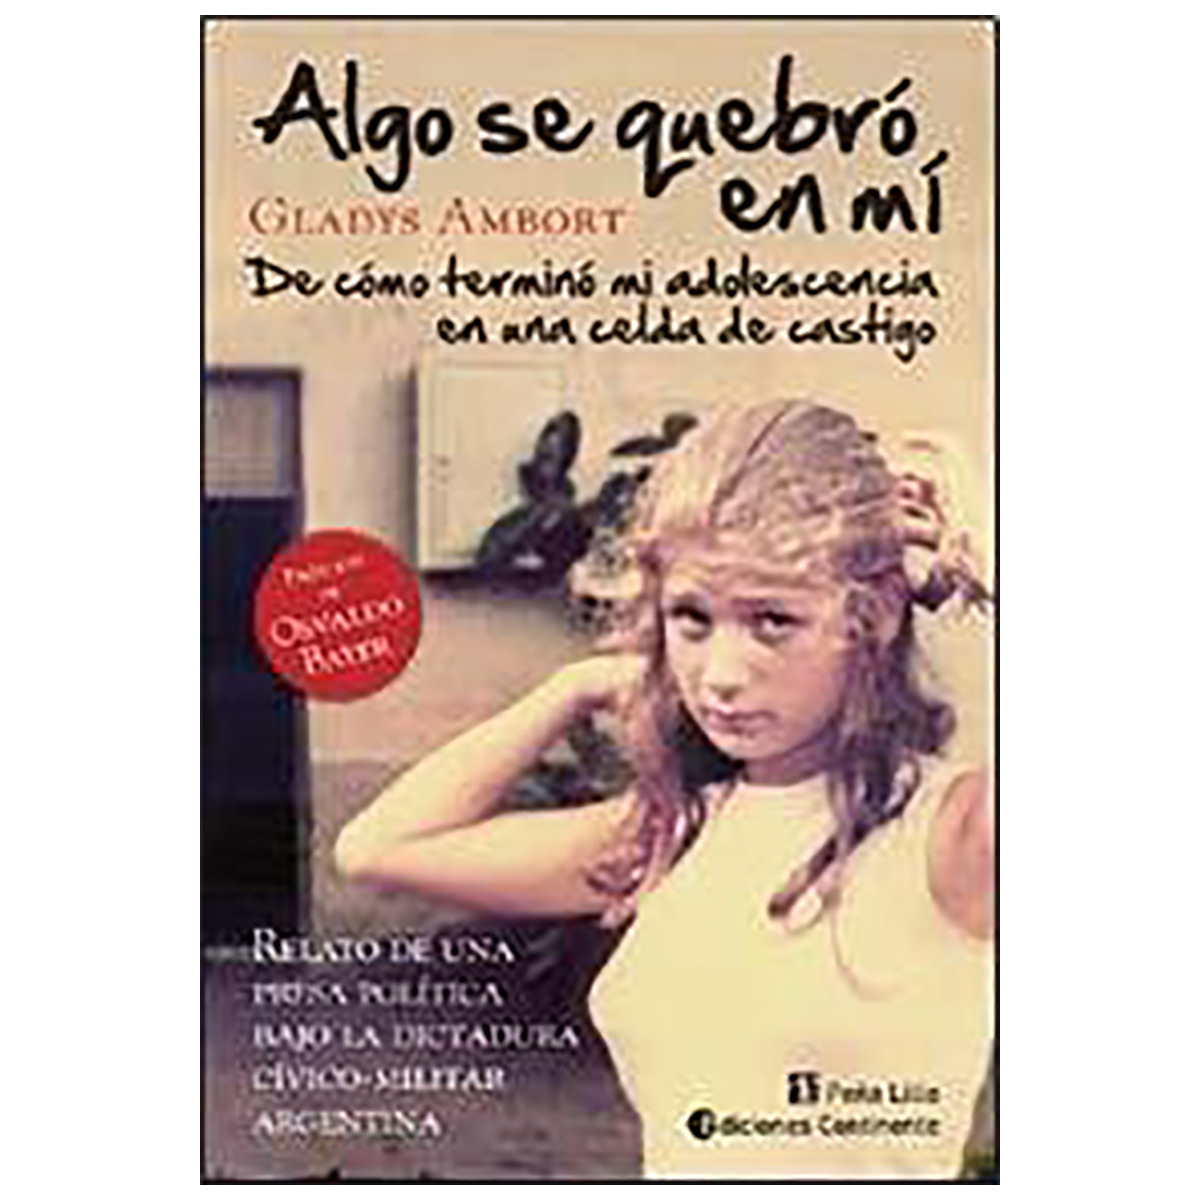 Algo se quebró
en mí
GLADYS AMBORT
De cómo terminó mi adolescencia
en una celda de castigo
PRÓLOGO
DE
OSVALDO
BAYER
RELATO DE UNA
PRESA POLÍTICA
BAJO LA DICTADURA
CÍVICO-MILITAR
ARGENTINA
Peña Lillo
Ediciones Continente